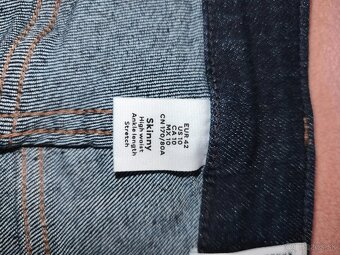 EUR 42
US 10
CA 10
MX 10
CN 170/80A
Skinny
High waist
Ankle length
Stretch